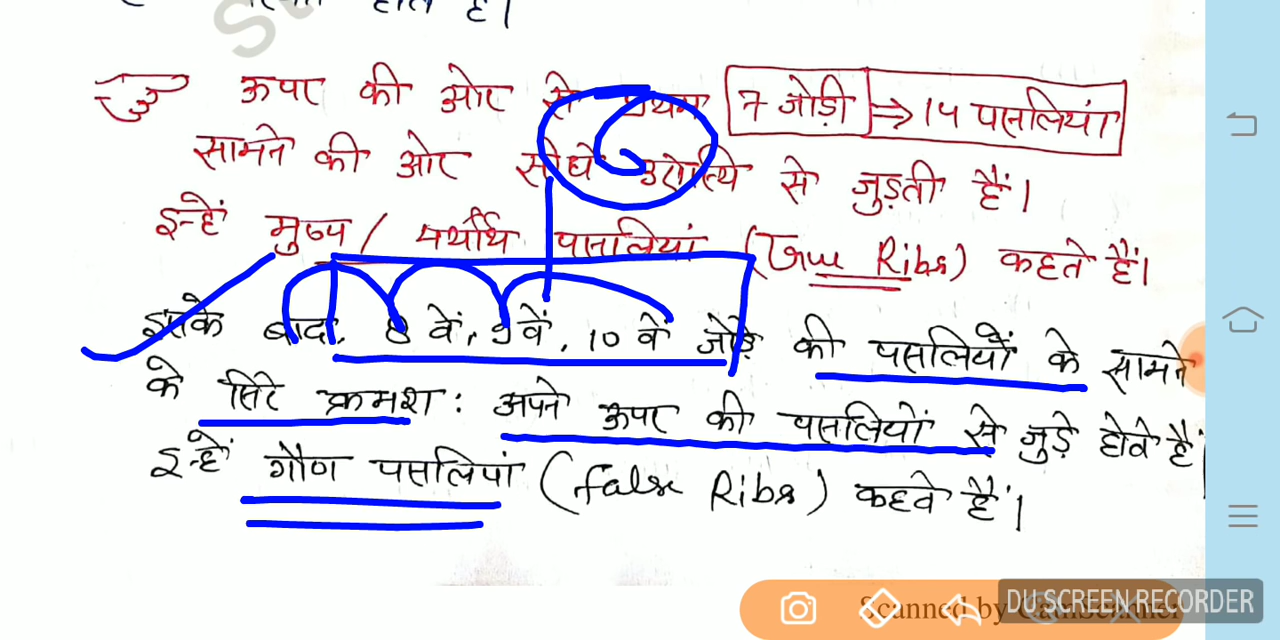 होते हैं।
ऊपर की ओर से प्रथम 7 जोड़ी ⇒ 14 पसलियां
सामने की ओर सीधे उरोस्थि से जुड़ती हैं।
इन्हें मुख्य / यथार्थ पसलियां (True Ribs) कहते हैं।
इसके बाद, 8 वें, 9 वें, 10 वें जोड़े की पसलियों के सामने
के सिरे क्रमश: अपने ऊपर की पसलियों से जुड़े होते हैं।
इन्हें गौण पसलियां (false Ribs) कहते हैं।
Scanned by CamScanner
DU SCREEN RECORDER